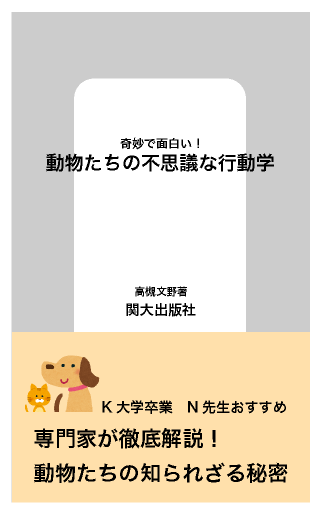 奇妙で面白い！
動物たちの不思議な行動学
高槻文野著
関大出版社
K大学卒業　N先生おすすめ
専門家が徹底解説！
動物たちの知られざる秘密